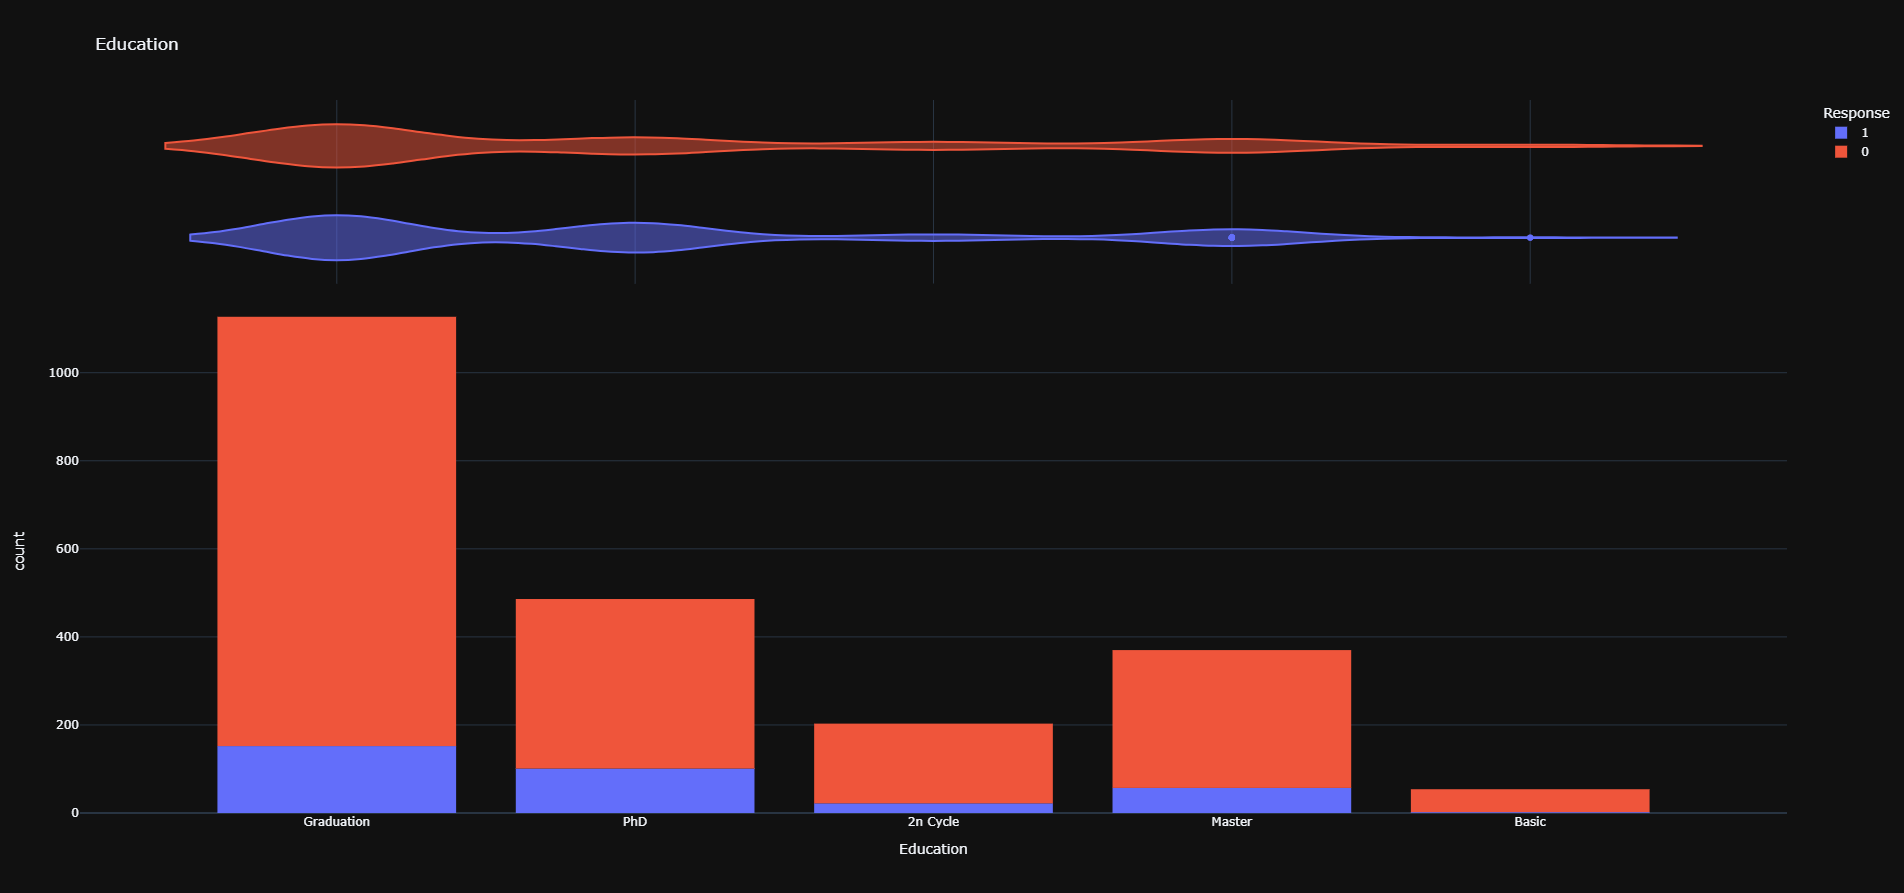 Education
Response
1
0
1000
800
600
400
200
0
count
Graduation
PhD
2n Cycle
Master
Basic
Education